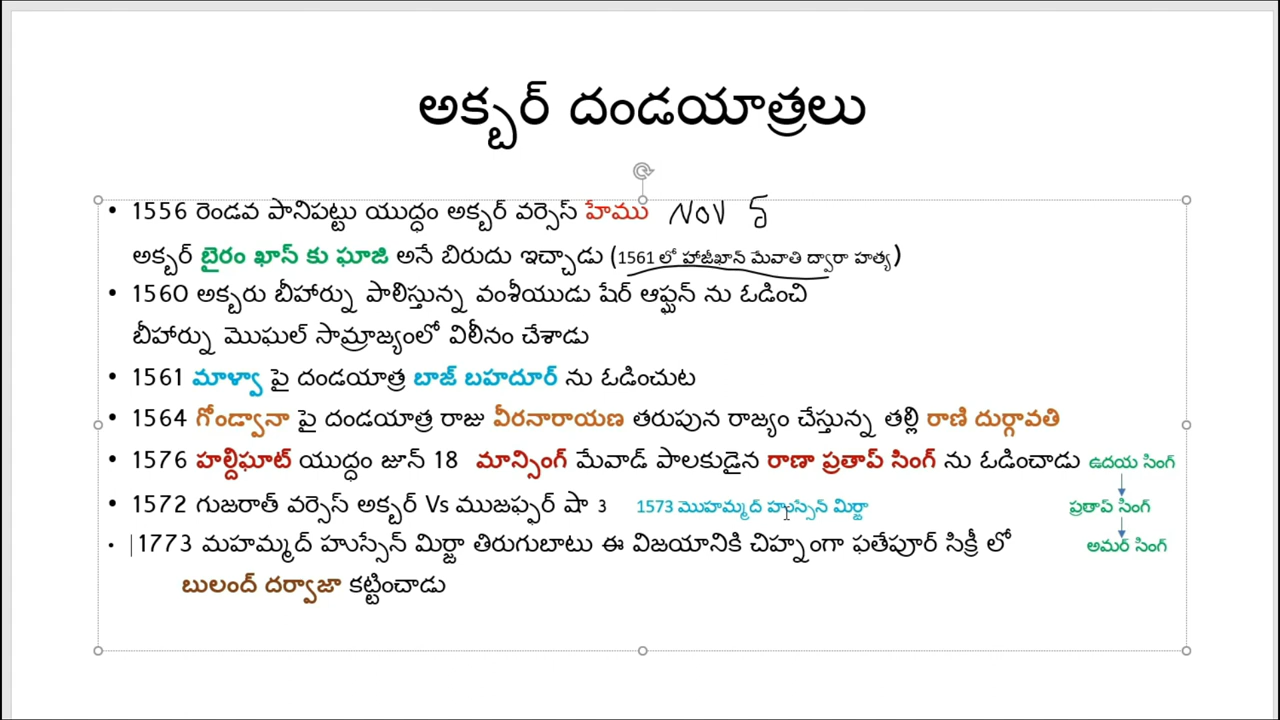 అక్బర్ దండయాత్రలు
• 1556 రెండవ పానిపట్టు యుద్ధం అక్బర్ వర్సెస్ హేము NOV 5
అక్బర్ బైరం ఖాన్ కు ఘాజి అనే బిరుదు ఇచ్చాడు (1561 లో హాజీఖాన్ మేవాతి ద్వారా హత్య)
• 1560 అక్బరు బీహార్ను పాలిస్తున్న వంశీయుడు షేర్ ఆఫ్ఘన్ ను ఓడించి
బీహార్ను మొఘల్ సామ్రాజ్యంలో విలీనం చేశాడు
• 1561 మాళ్వా పై దండయాత్ర బాజ్ బహదూర్ ను ఓడించుట
• 1564 గోండ్వానా పై దండయాత్ర రాజు వీరనారాయణ తరుపున రాజ్యం చేస్తున్న తల్లి రాణి దుర్గావతి
• 1576 హల్దిఘాట్ యుద్ధం జూన్ 18 మాన్సింగ్ మేవాడ్ పాలకుడైన రాణా ప్రతాప్ సింగ్ ను ఓడించాడు ఉదయ సింగ్
• 1572 గుజరాత్ వర్సెస్ అక్బర్ Vs ముజఫ్ఫర్ షా 3 1573 మొహమ్మద్ హుస్సేన్ మిర్జా ప్రతాప్ సింగ్
• 1773 మహమ్మద్ హుస్సేన్ మిర్జా తిరుగుబాటు ఈ విజయానికి చిహ్నంగా ఫతేపూర్ సిక్రీ లో అమర్ సింగ్
బులంద్ దర్వాజా కట్టించాడు